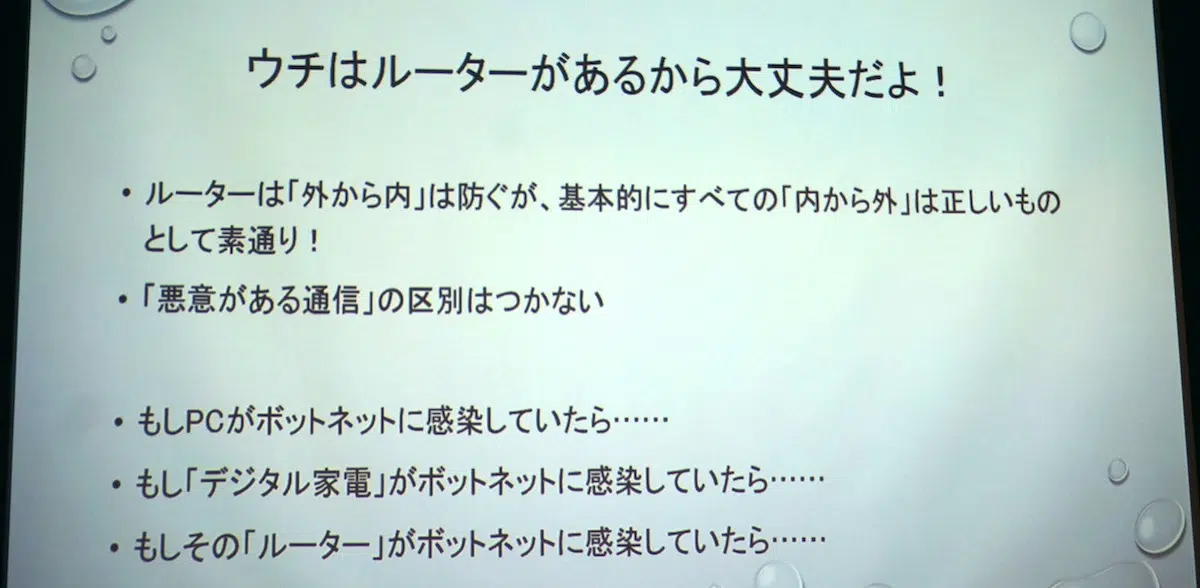 ウチはルーターがあるから大丈夫だよ！
• ルーターは「外から内」は防ぐが、基本的にすべての「内から外」は正しいもの
として素通り！
• 「悪意がある通信」の区別はつかない
• もしPCがボットネットに感染していたら……
• もし「デジタル家電」がボットネットに感染していたら……
• もしその「ルーター」がボットネットに感染していたら……